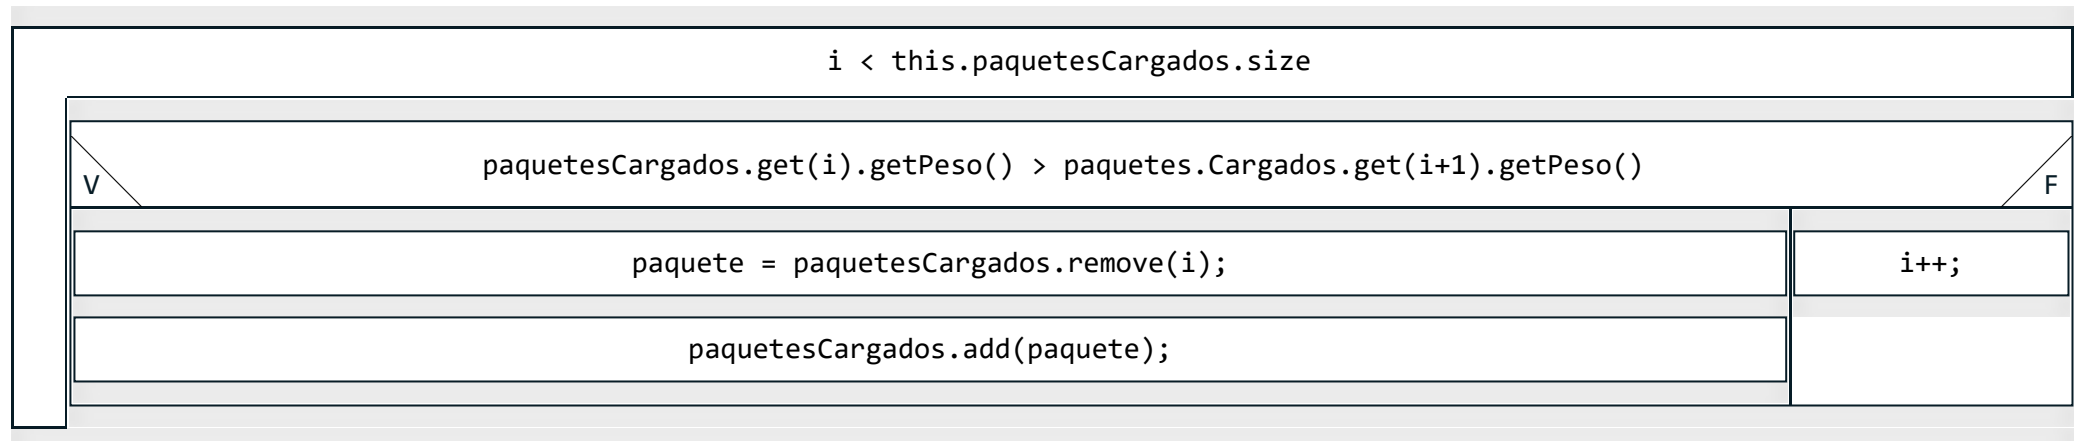 i < this.paquetesCargados.size
paquetesCargados.get(i).getPeso() > paquetes.Cargados.get(i+1).getPeso()
V
F
paquete = paquetesCargados.remove(i);
i++;
paquetesCargados.add(paquete);